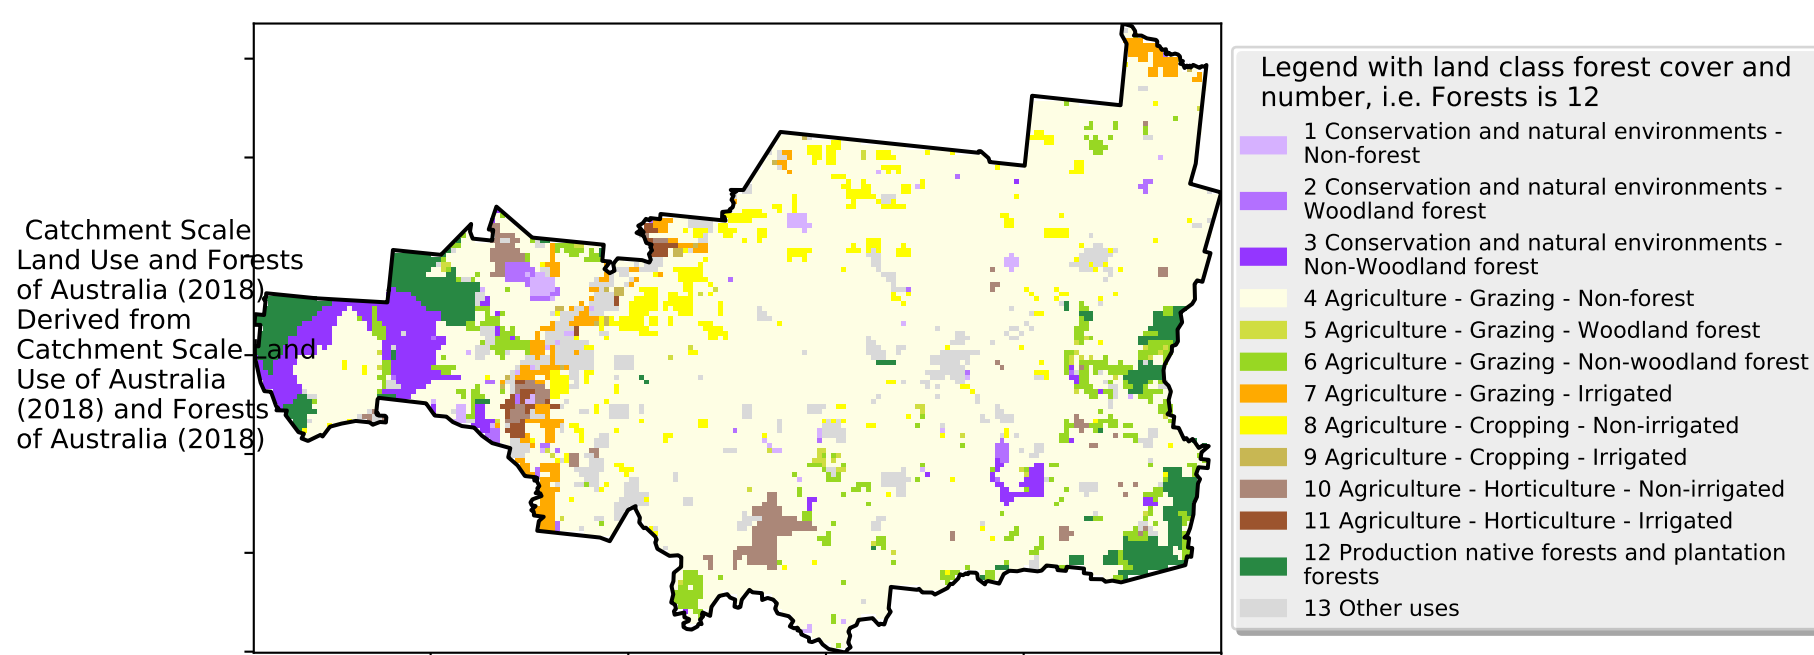 Catchment Scale
Land Use and Forests
of Australia (2018)
Derived from
Catchment Scale Land
Use of Australia
(2018) and Forests
of Australia (2018)
Legend with land class forest cover and
number, i.e. Forests is 12
1 Conservation and natural environments -
Non-forest
2 Conservation and natural environments -
Woodland forest
3 Conservation and natural environments -
Non-Woodland forest
4 Agriculture - Grazing - Non-forest
5 Agriculture - Grazing - Woodland forest
6 Agriculture - Grazing - Non-woodland forest
7 Agriculture - Grazing - Irrigated
8 Agriculture - Cropping - Non-irrigated
9 Agriculture - Cropping - Irrigated
10 Agriculture - Horticulture - Non-irrigated
11 Agriculture - Horticulture - Irrigated
12 Production native forests and plantation
forests
13 Other uses